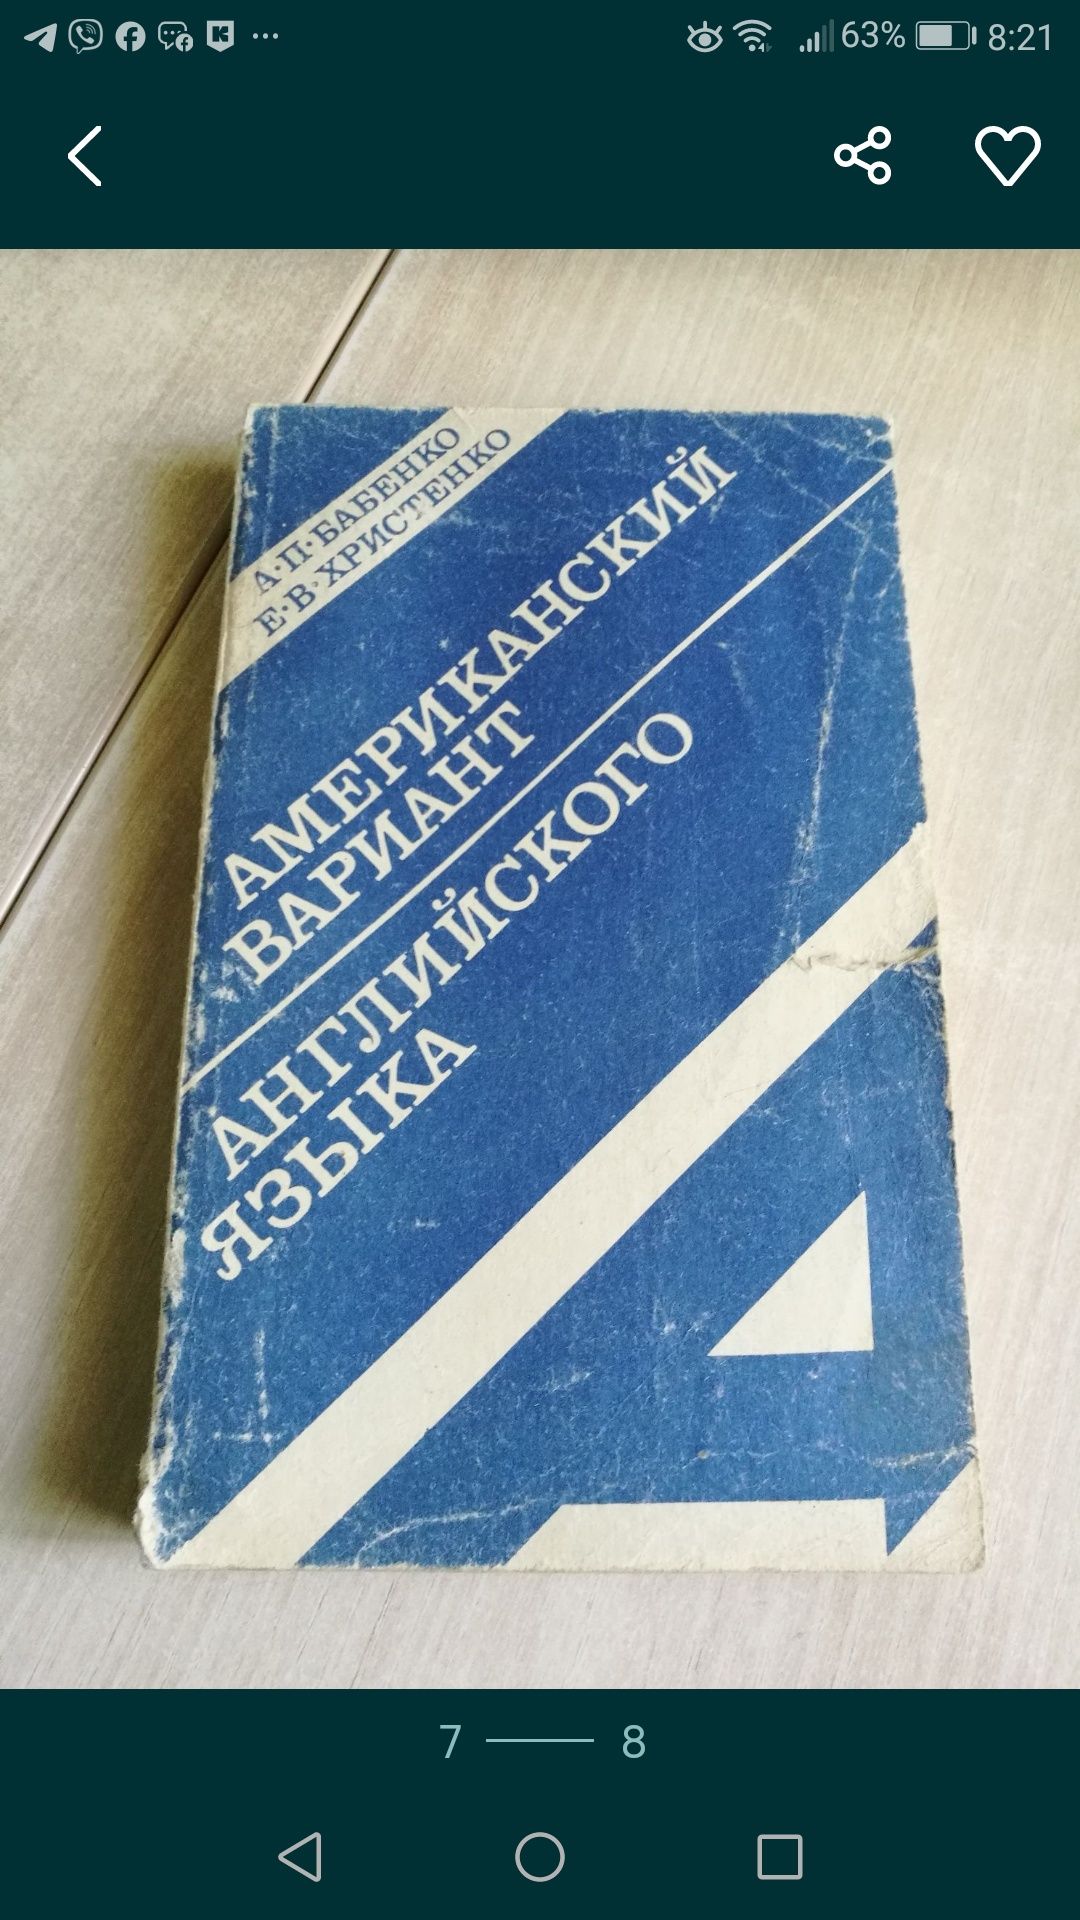 63%
8:21
А·П·БАБЕНКО
Е·В·ХРИСТЕНКО
АМЕРИКАНСКИЙ
ВАРИАНТ
АНГЛИЙСКОГО
ЯЗЫКА
7
8